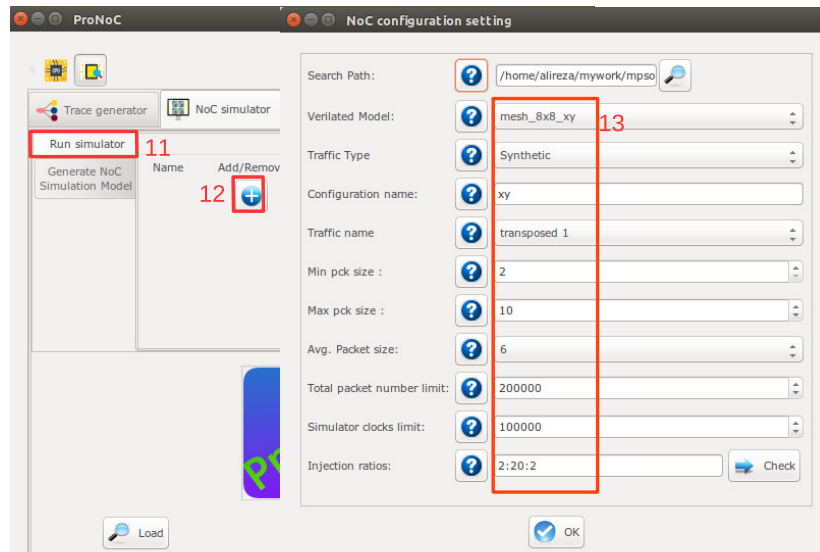 ProNoC
Trace generator
NoC simulator
Run simulator
11
Generate NoC
Simulation Model
Name
Add/Remov
12
Pr
Load
NoC configuration setting
Search Path:
/home/alireza/mywork/mpso
Verilated Model:
mesh_8x8_xy
13
Traffic Type
Synthetic
Configuration name:
xy
Traffic name
transposed 1
Min pck size :
2
Max pck size :
10
Avg. Packet size:
6
Total packet number limit:
200000
Simulator clocks limit:
100000
Injection ratios:
2:20:2
Check
OK